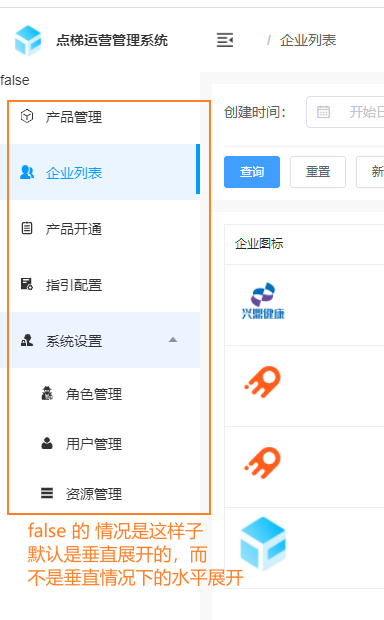 点梯运营管理系统
/ 企业列表
false
产品管理
企业列表
产品开通
指引配置
系统设置
角色管理
用户管理
资源管理
创建时间：
开始日
查询
重置
新
企业图标
兴鼎健康
false 的 情况是这样子
默认是垂直展开的，而
不是垂直情况下的水平展开